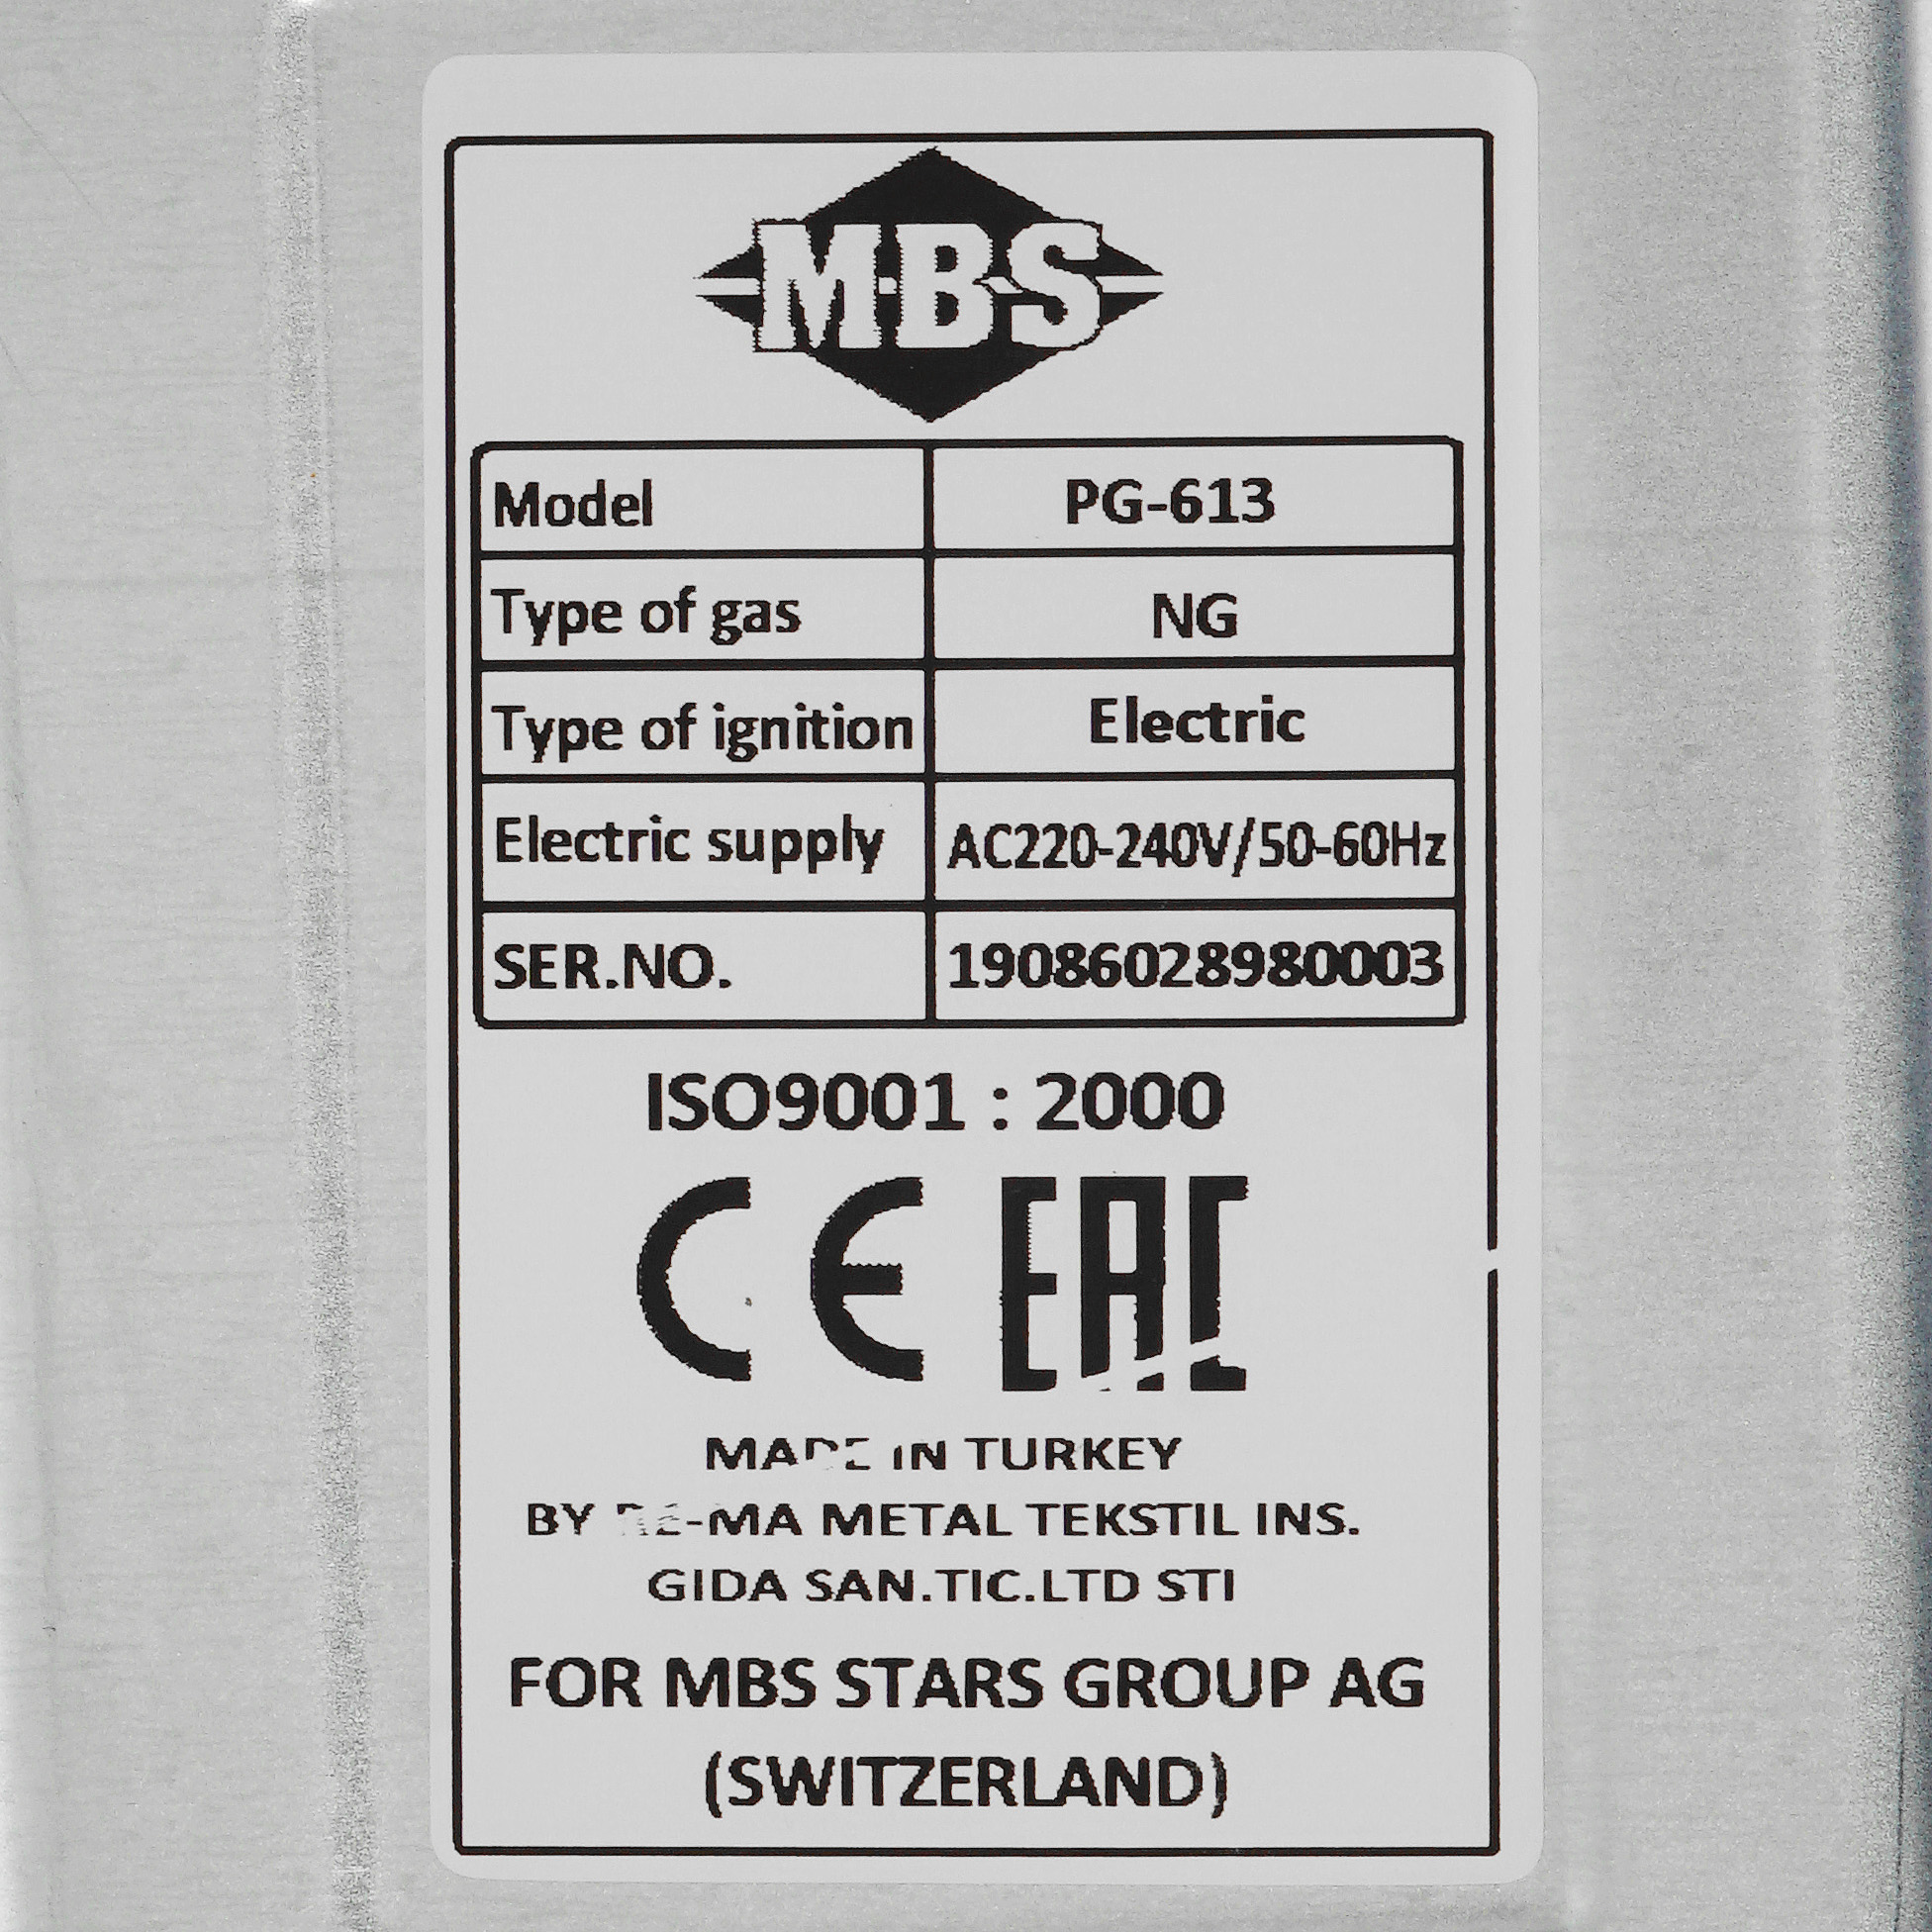 M·B·S
Model PG-613
Type of gas NG
Type of ignition Electric
Electric supply AC220-240V/50-60Hz
SER.NO. 19086028980003
ISO9001 : 2000
CE EAC
MADE IN TURKEY
BY MA METAL TEKSTIL INS.
GIDA SAN.TIC.LTD STI
FOR MBS STARS GROUP AG
(SWITZERLAND)